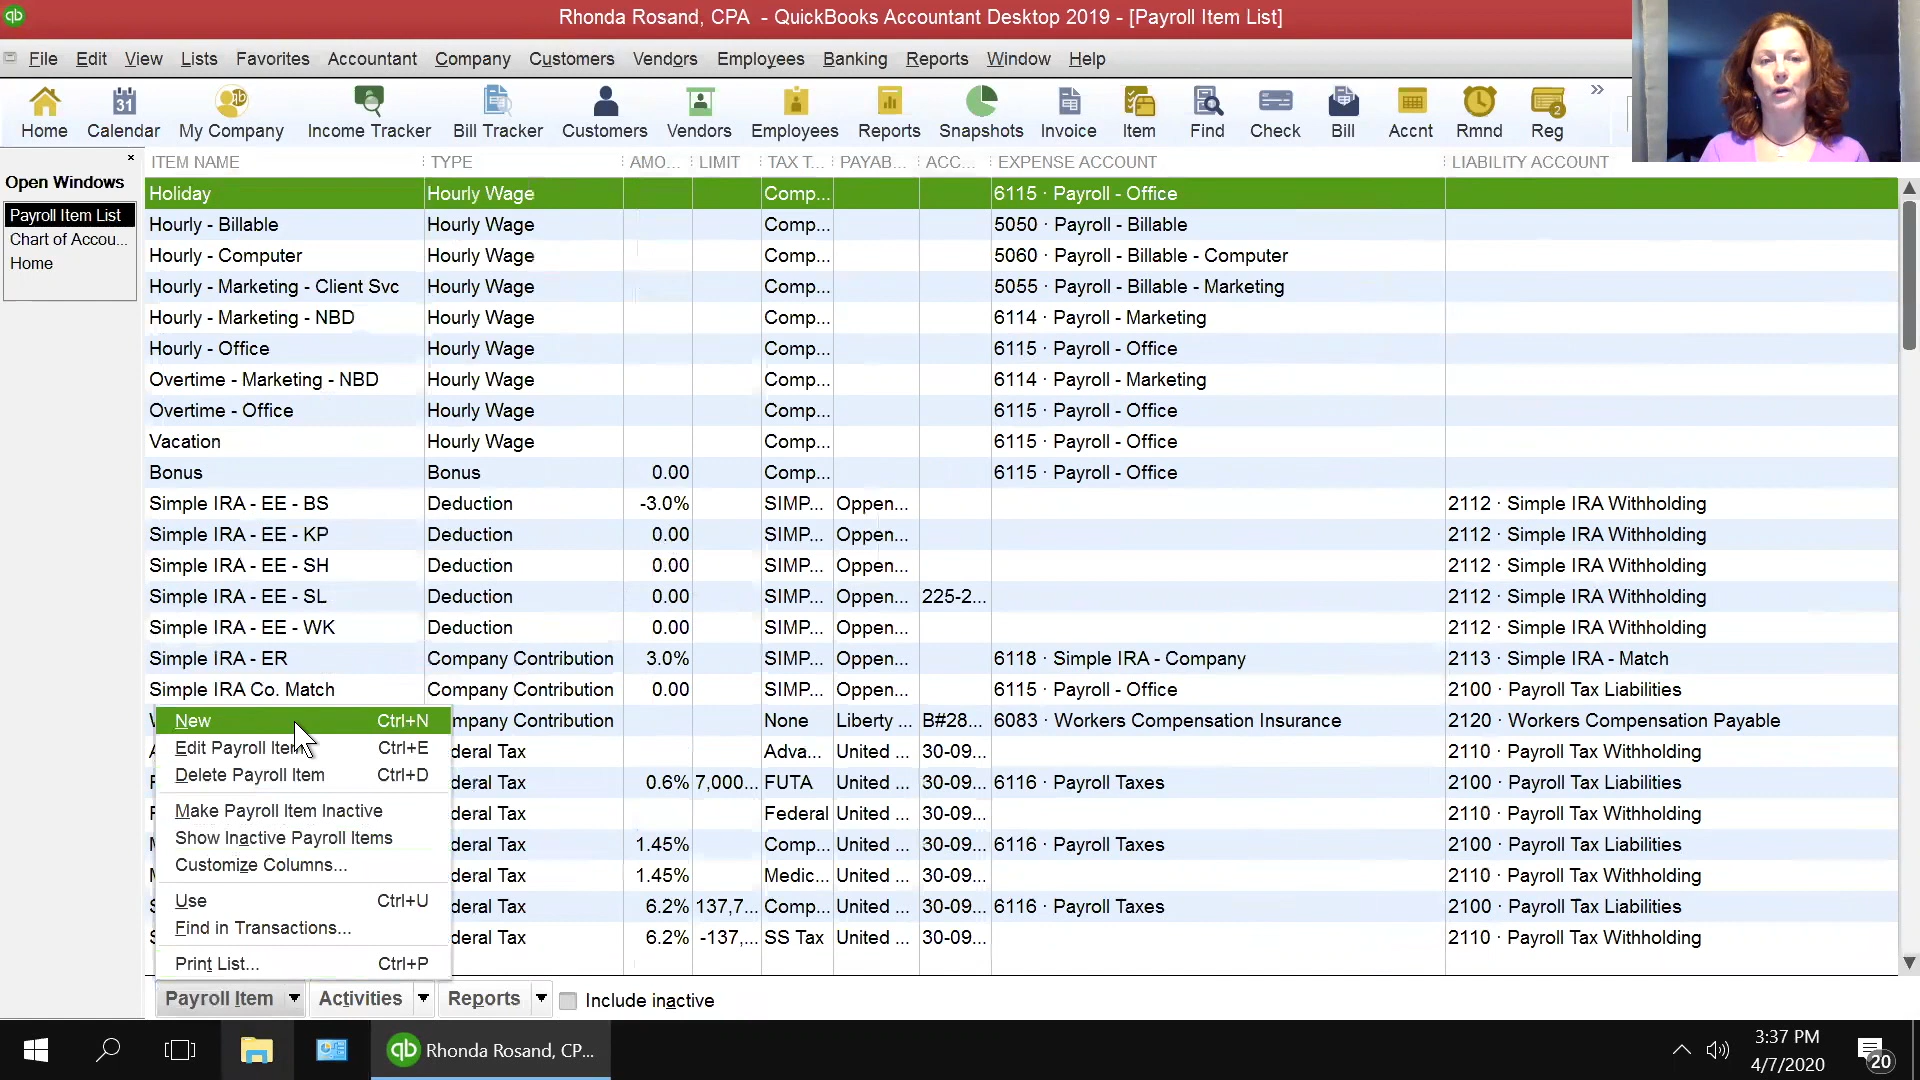 Rhonda Rosand, CPA - QuickBooks Accountant Desktop 2019 - [Payroll Item List]
File Edit View Lists Favorites Accountant Company Customers Vendors Employees Banking Reports Window Help
31
Home Calendar My Company Income Tracker Bill Tracker Customers Vendors Employees Reports Snapshots Invoice Item Find Check Bill Accnt Rmnd Reg
Open Windows
Payroll Item List
Chart of Accou...
Home
ITEM NAME TYPE AMO... LIMIT TAX T... PAYAB... ACC... EXPENSE ACCOUNT LIABILITY ACCOUNT
Holiday Hourly Wage Comp... 6115 · Payroll - Office
Hourly - Billable Hourly Wage Comp... 5050 · Payroll - Billable
Hourly - Computer Hourly Wage Comp... 5060 · Payroll - Billable - Computer
Hourly - Marketing - Client Svc Hourly Wage Comp... 5055 · Payroll - Billable - Marketing
Hourly - Marketing - NBD Hourly Wage Comp... 6114 · Payroll - Marketing
Hourly - Office Hourly Wage Comp... 6115 · Payroll - Office
Overtime - Marketing - NBD Hourly Wage Comp... 6114 · Payroll - Marketing
Overtime - Office Hourly Wage Comp... 6115 · Payroll - Office
Vacation Hourly Wage Comp... 6115 · Payroll - Office
Bonus Bonus 0.00 Comp... 6115 · Payroll - Office
Simple IRA - EE - BS Deduction -3.0% SIMP... Oppen... 2112 · Simple IRA Withholding
Simple IRA - EE - KP Deduction 0.00 SIMP... Oppen... 2112 · Simple IRA Withholding
Simple IRA - EE - SH Deduction 0.00 SIMP... Oppen... 2112 · Simple IRA Withholding
Simple IRA - EE - SL Deduction 0.00 SIMP... Oppen... 225-2... 2112 · Simple IRA Withholding
Simple IRA - EE - WK Deduction 0.00 SIMP... Oppen... 2112 · Simple IRA Withholding
Simple IRA - ER Company Contribution 3.0% SIMP... Oppen... 6118 · Simple IRA - Company 2113 · Simple IRA - Match
Simple IRA Co. Match Company Contribution 0.00 SIMP... Oppen... 6115 · Payroll - Office 2100 · Payroll Tax Liabilities
mpany Contribution None Liberty ... B#28... 6083 · Workers Compensation Insurance 2120 · Workers Compensation Payable
deral Tax Adva... United ... 30-09... 2110 · Payroll Tax Withholding
deral Tax 0.6% 7,000... FUTA United ... 30-09... 6116 · Payroll Taxes 2100 · Payroll Tax Liabilities
deral Tax Federal United ... 30-09... 2110 · Payroll Tax Withholding
deral Tax 1.45% Comp... United ... 30-09... 6116 · Payroll Taxes 2100 · Payroll Tax Liabilities
deral Tax 1.45% Medic... United ... 30-09... 2110 · Payroll Tax Withholding
deral Tax 6.2% 137,7... Comp... United ... 30-09... 6116 · Payroll Taxes 2100 · Payroll Tax Liabilities
deral Tax 6.2% -137,... SS Tax United ... 30-09... 2110 · Payroll Tax Withholding
New Ctrl+N
Edit Payroll Item Ctrl+E
Delete Payroll Item Ctrl+D
Make Payroll Item Inactive
Show Inactive Payroll Items
Customize Columns...
Use Ctrl+U
Find in Transactions...
Print List... Ctrl+P
Payroll Item Activities Reports Include inactive
qb Rhonda Rosand, CP...
3:37 PM
4/7/2020
20